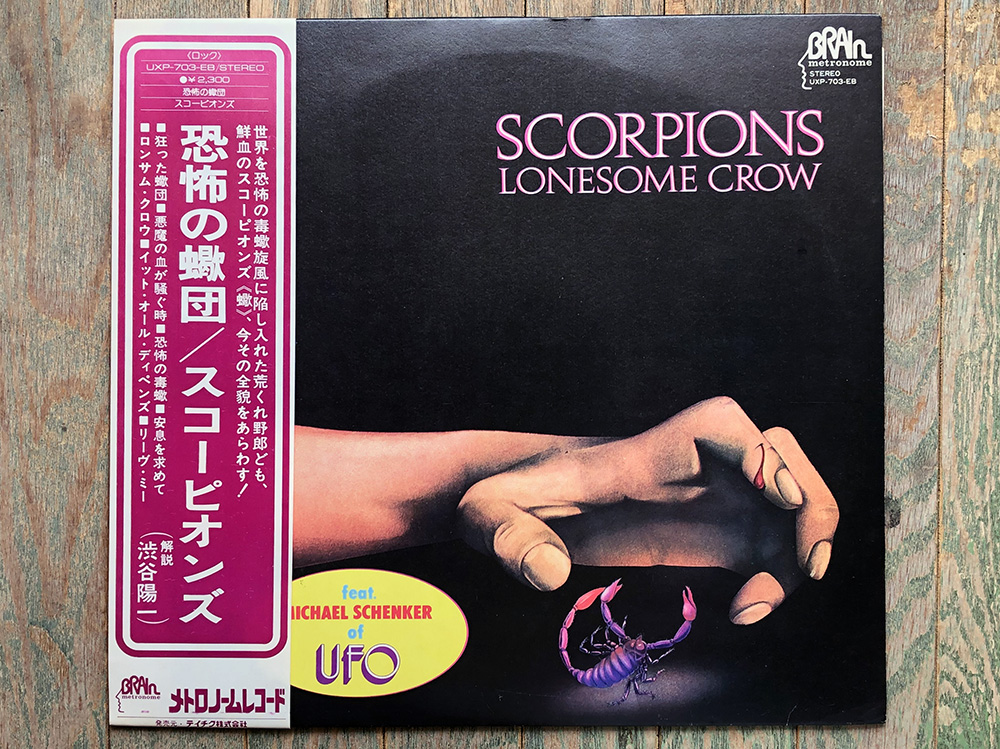 〈ロック〉
UXP-703-EB/STEREO
●¥2,300
恐怖の蠍団
スコーピオンズ
世界を恐怖の毒蠍旋風に陥し入れた荒くれ野郎ども、
鮮血のスコーピオンズ《蠍》、今その全貌をあらわす!
恐怖の蠍団/スコーピオンズ
■狂った蠍団■悪魔の血が騒ぐ時■恐怖の毒蠍■安息を求めて
■ロンサム・クロウ■イット・オール・ディペンズ■リーヴ・ミー
解説
(渋谷陽一)
BRAIN
metronome
メトロノームレコード
発売元・テイチク株式会社
BRAIN
metronome
STEREO
UXP-703-EB
SCORPIONS
LONESOME CROW
feat.
MICHAEL SCHENKER
of
UFO